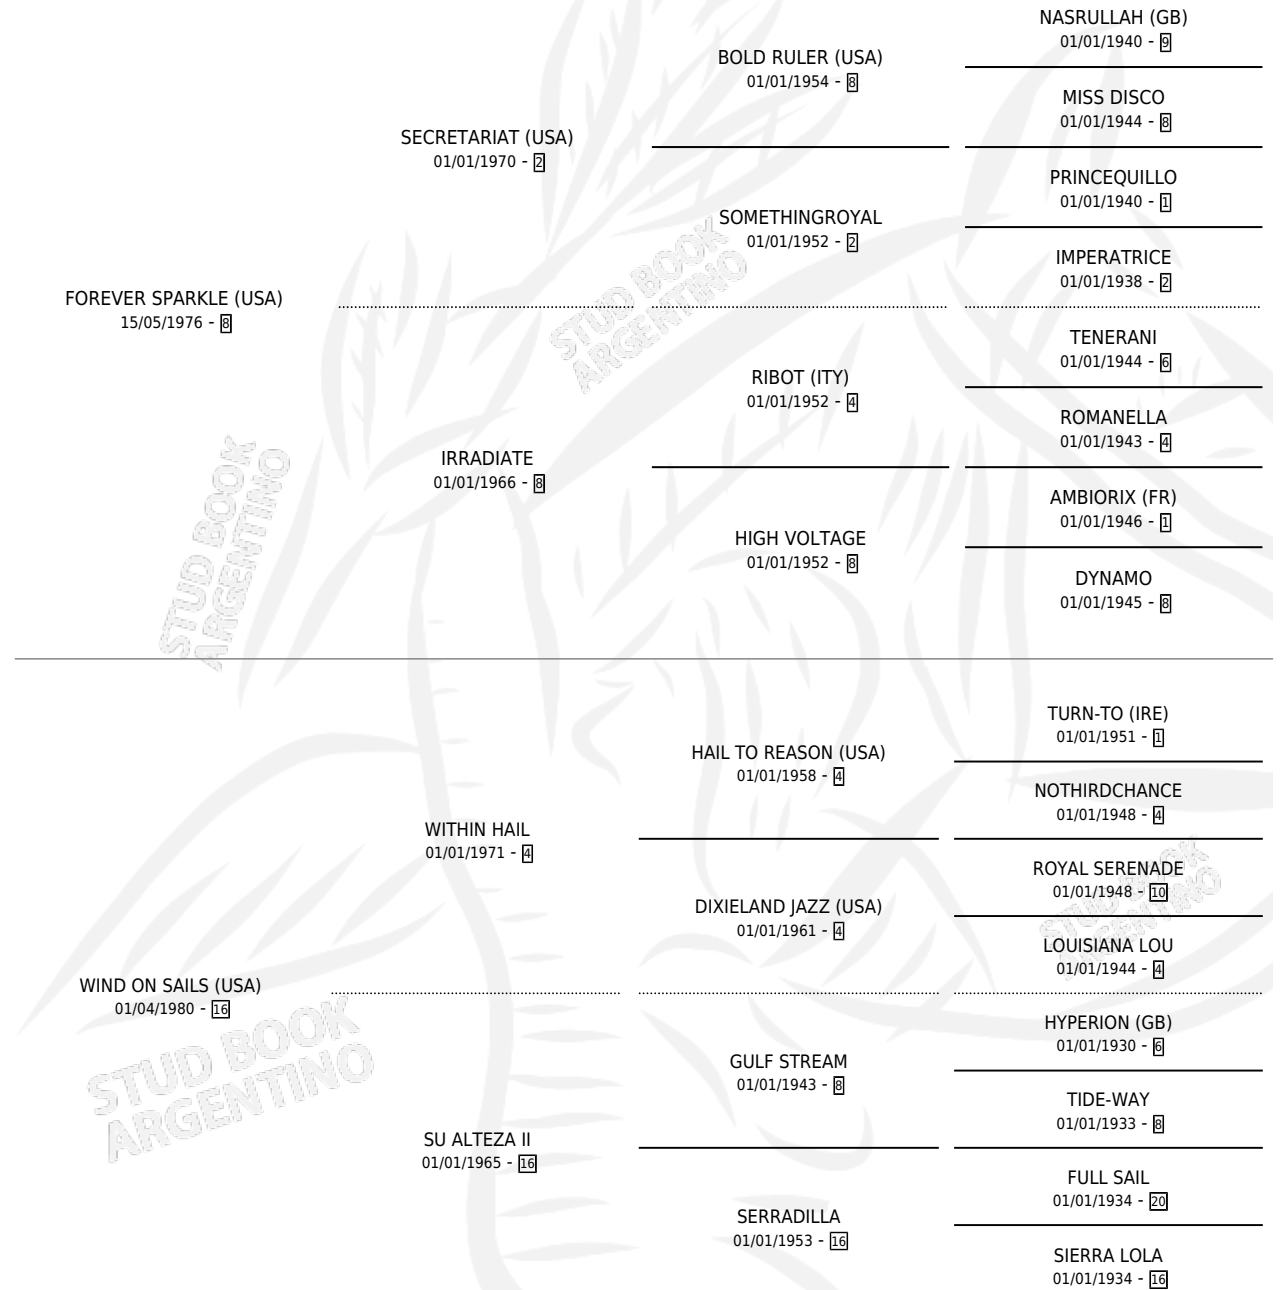 NASRULLAH (GB)
01/01/1940 - 9
BOLD RULER (USA)
01/01/1954 - 8
MISS DISCO
01/01/1944 - 8
SECRETARIAT (USA)
01/01/1970 - 2
PRINCEQUILLO
01/01/1940 - 1
SOMETHINGROYAL
01/01/1952 - 2
IMPERATRICE
01/01/1938 - 2
FOREVER SPARKLE (USA)
15/05/1976 - 8
TENERANI
01/01/1944 - 6
RIBOT (ITY)
01/01/1952 - 4
ROMANELLA
01/01/1943 - 4
IRRADIATE
01/01/1966 - 8
AMBIORIX (FR)
01/01/1946 - 1
HIGH VOLTAGE
01/01/1952 - 8
DYNAMO
01/01/1945 - 8
TURN-TO (IRE)
01/01/1951 - 1
HAIL TO REASON (USA)
01/01/1958 - 4
NOTHIRDCHANCE
01/01/1948 - 4
WITHIN HAIL
01/01/1971 - 4
ROYAL SERENADE
01/01/1948 - 10
DIXIELAND JAZZ (USA)
01/01/1961 - 4
LOUISIANA LOU
01/01/1944 - 4
WIND ON SAILS (USA)
01/04/1980 - 16
HYPERION (GB)
01/01/1930 - 6
GULF STREAM
01/01/1943 - 8
TIDE-WAY
01/01/1933 - 8
SU ALTEZA II
01/01/1965 - 16
FULL SAIL
01/01/1934 - 20
SERRADILLA
01/01/1953 - 16
SIERRA LOLA
01/01/1934 - 16
STUD BOOK
ARGENTINO
STUD BOOK
ARGENTINO
STUD BOOK
ARGENTINO
STUD BOOK
ARGENTINO